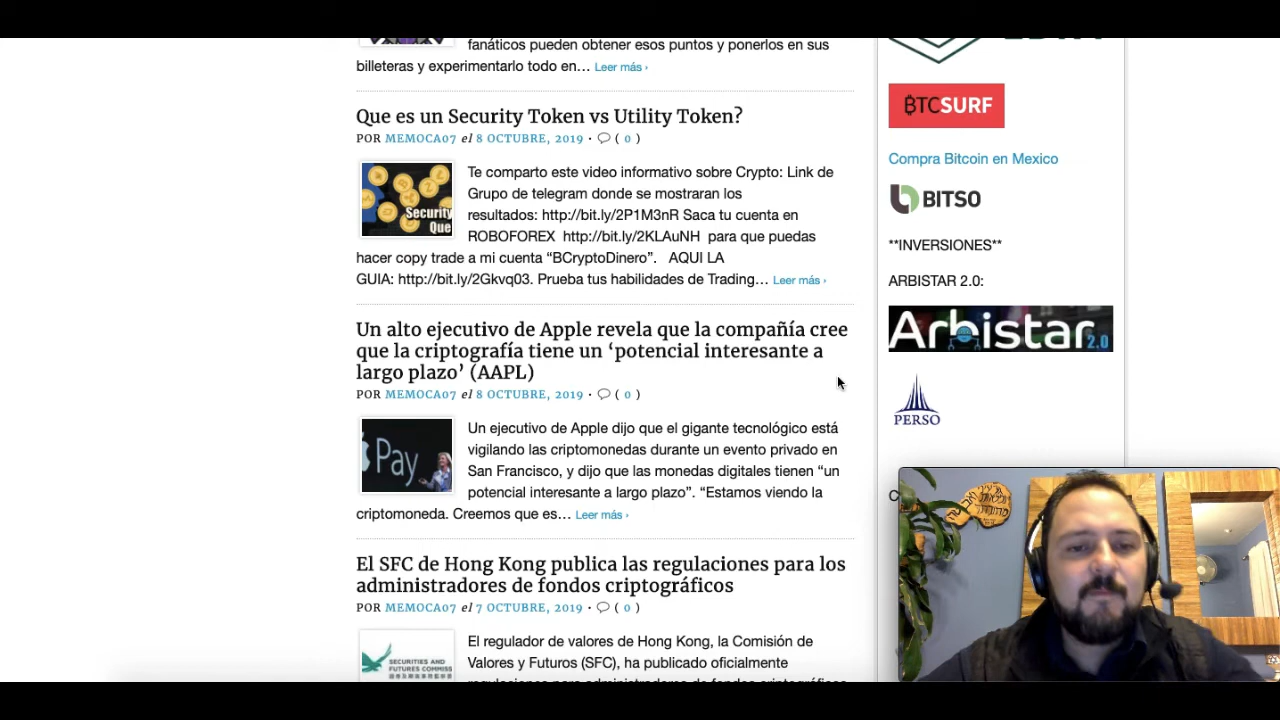 fanáticos pueden obtener esos puntos y ponerlos en sus
billeteras y experimentarlo todo en… Leer más ›
Que es un Security Token vs Utility Token?
POR MEMOCA07 el 8 OCTUBRE, 2019 • ( 0 )
Security
Que
Te comparto este video informativo sobre Crypto: Link de
Grupo de telegram donde se mostraran los
resultados: http://bit.ly/2P1M3nR Saca tu cuenta en
ROBOFOREX http://bit.ly/2KLAuNH para que puedas
hacer copy trade a mi cuenta “BCryptoDinero”. AQUI LA
GUIA: http://bit.ly/2Gkvq03. Prueba tus habilidades de Trading… Leer más ›
Un alto ejecutivo de Apple revela que la compañía cree
que la criptografía tiene un ‘potencial interesante a
largo plazo’ (AAPL)
POR MEMOCA07 el 8 OCTUBRE, 2019 • ( 0 )
Pay
Un ejecutivo de Apple dijo que el gigante tecnológico está
vigilando las criptomonedas durante un evento privado en
San Francisco, y dijo que las monedas digitales tienen “un
potencial interesante a largo plazo”. “Estamos viendo la
criptomoneda. Creemos que es… Leer más ›
El SFC de Hong Kong publica las regulaciones para los
administradores de fondos criptográficos
POR MEMOCA07 el 7 OCTUBRE, 2019 • ( 0 )
SECURITIES AND
FUTURES COMMISS
El regulador de valores de Hong Kong, la Comisión de
Valores y Futuros (SFC), ha publicado oficialmente
regulaciones para administradores de fondos criptográficos
BTCSURF
Compra Bitcoin en Mexico
BITSO
**INVERSIONES**
ARBISTAR 2.0:
Arbistar 2.0
PERSO